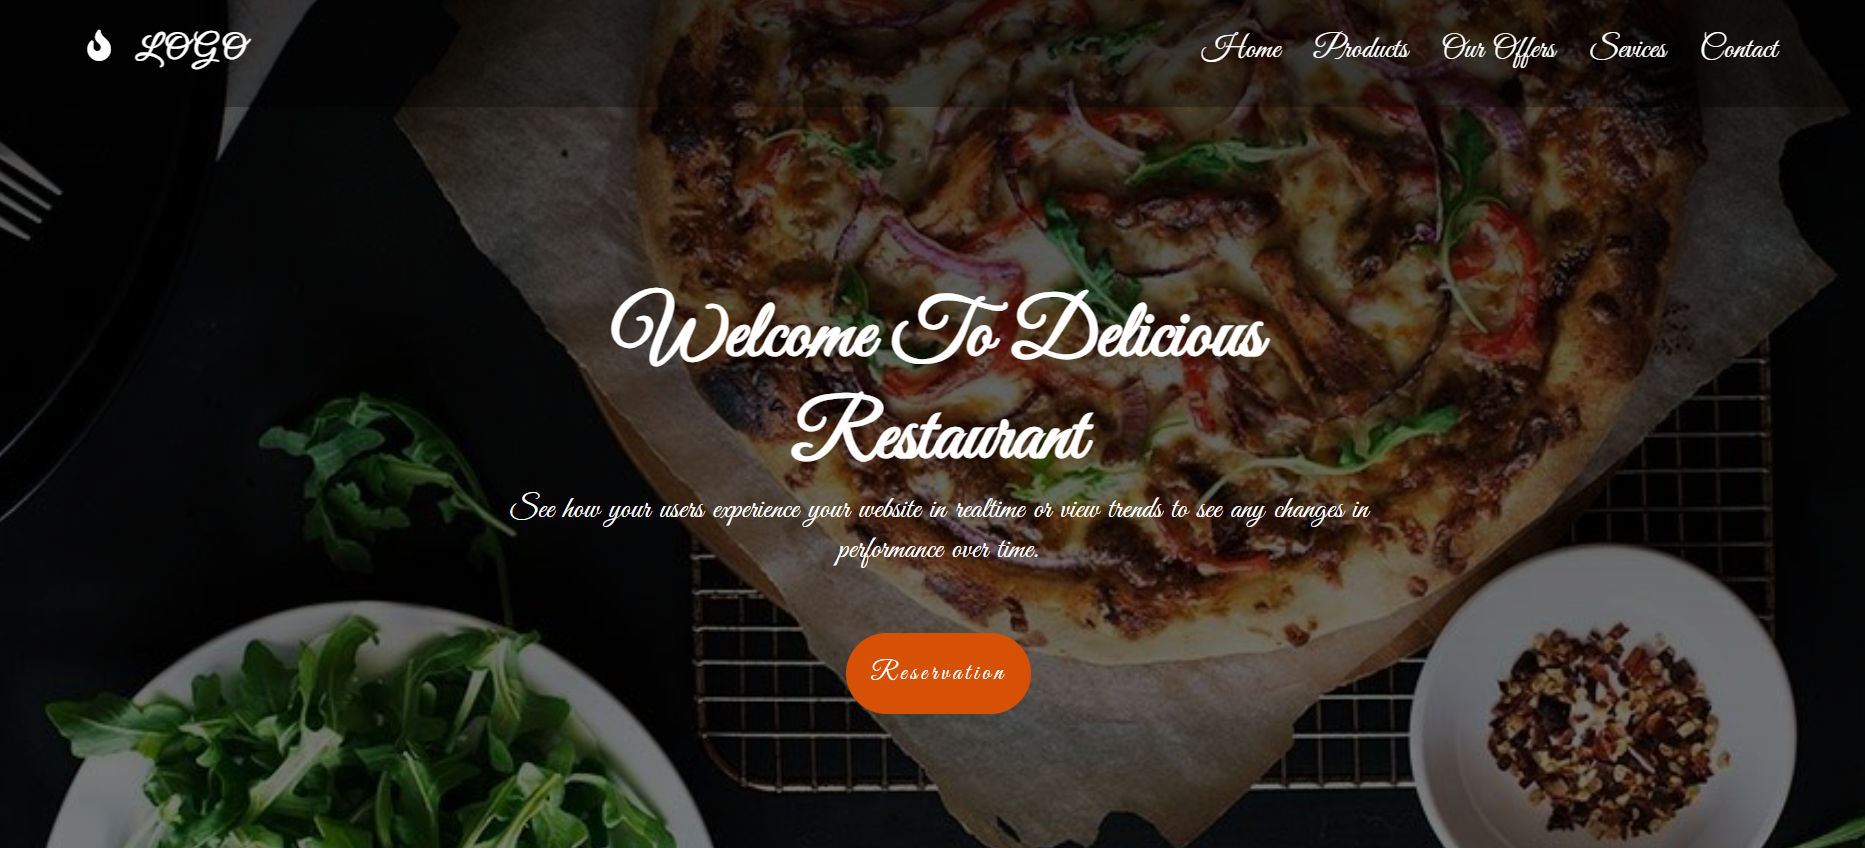 LOGO
Home Products Our Offers Sevices Contact
Welcome To Delicious
Restaurant
See how your users experience your website in realtime or view trends to see any changes in
performance over time.
Reservation